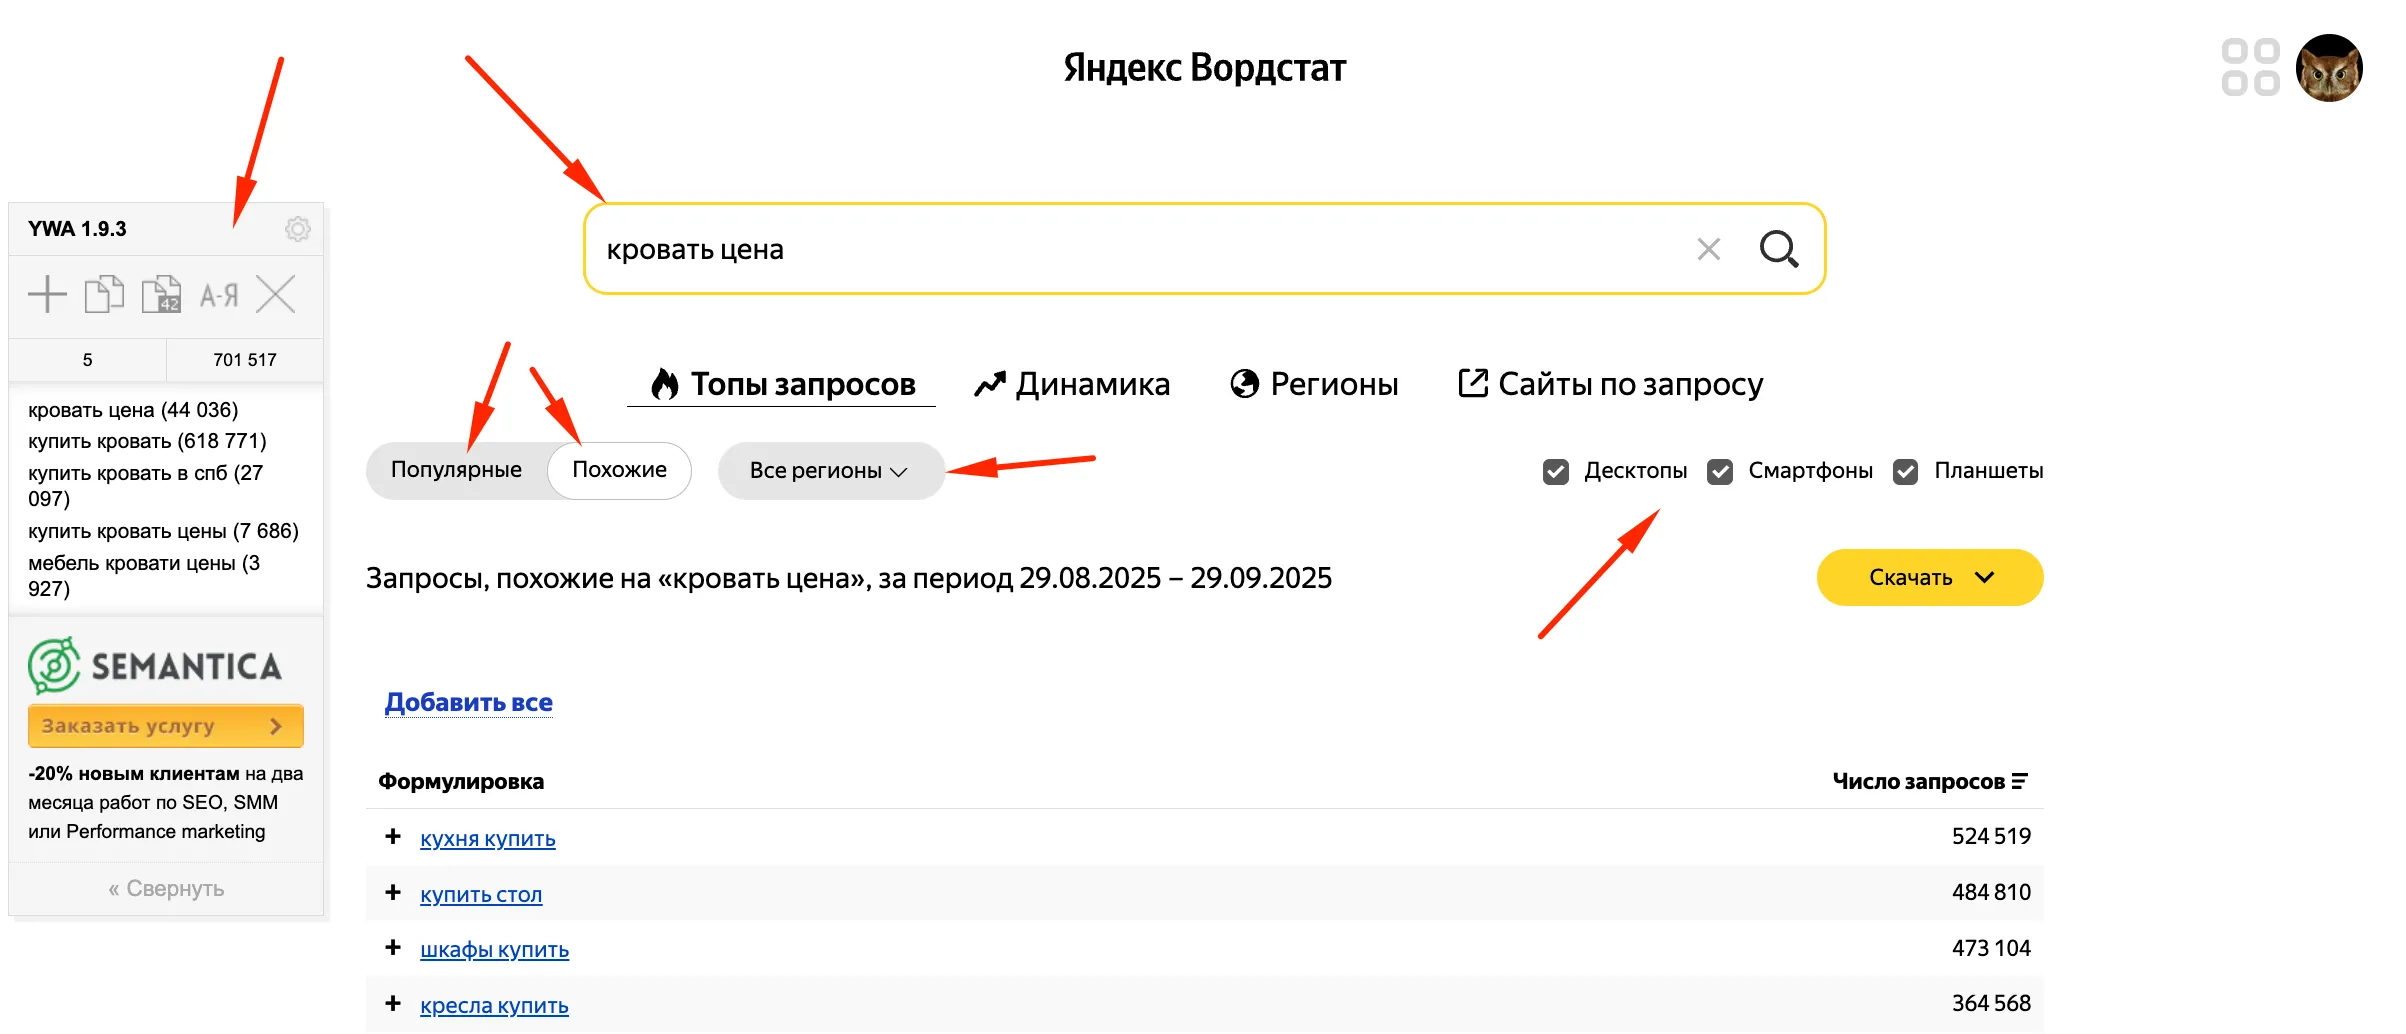 Яндекс Вордстат
YWA 1.9.3
А-Я
42
5
701 517
кровать цена (44 036)
купить кровать (618 771)
купить кровать в спб (27
097)
купить кровать цены (7 686)
мебель кровати цены (3
927)
SEMANTICA
Заказать услугу
-20% новым клиентам на два
месяца работ по SEO, SMM
или Performance marketing
« Свернуть
кровать цена
Топы запросов
Динамика
Регионы
Сайты по запросу
Популярные
Похожие
Все регионы
Десктопы
Смартфоны
Планшеты
Запросы, похожие на «кровать цена», за период 29.08.2025 – 29.09.2025
Скачать
Добавить все
Формулировка
Число запросов
+ кухня купить 524 519
+ купить стол 484 810
+ шкафы купить 473 104
+ кресла купить 364 568